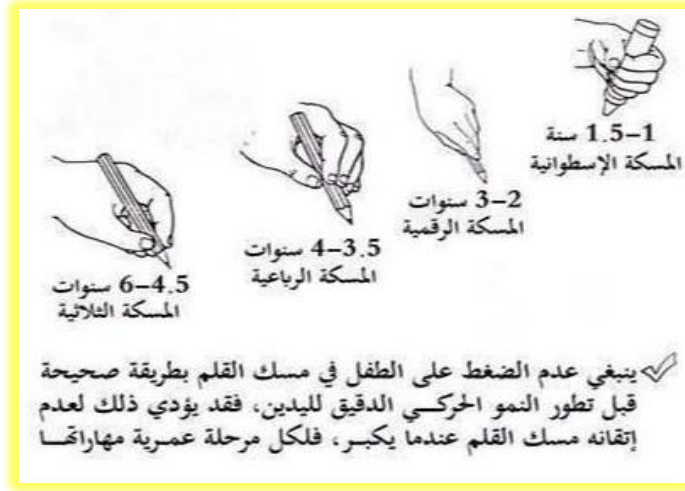 1–1.5 سنة
المسكة الإسطوانية
2–3 سنوات
المسكة الرقمية
3.5–4 سنوات
المسكة الرباعية
4.5–6 سنوات
المسكة الثلاثية
ينبغي عدم الضغط على الطفل في مسك القلم بطريقة صحيحة
قبل تطور النمو الحركي الدقيق لليدين، فقد يؤدي ذلك لعدم
إتقانه مسك القلم عندما يكبر، فلكل مرحلة عمرية مهاراتها